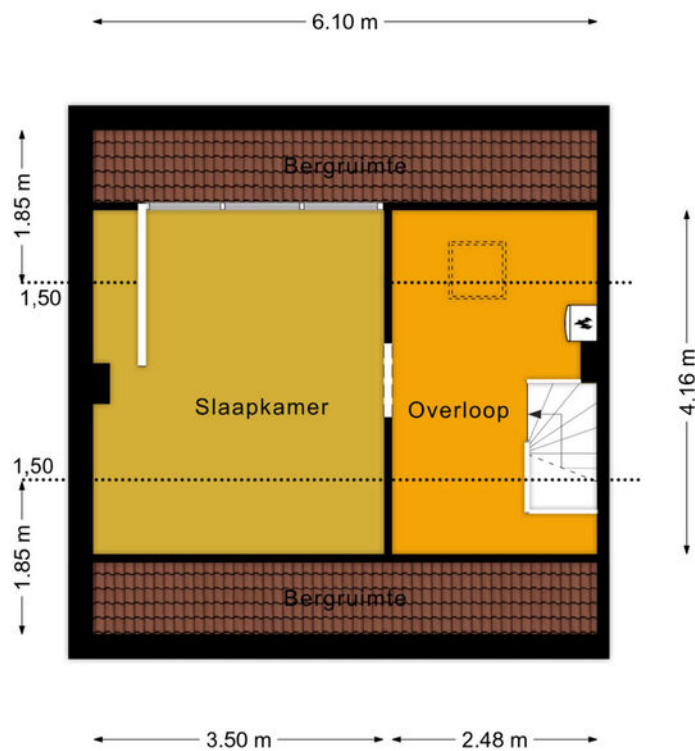 6.10 m
Bergruimte
1.85 m
1,50
Slaapkamer
Overloop
4.16 m
1,50
1.85 m
Bergruimte
3.50 m
2.48 m